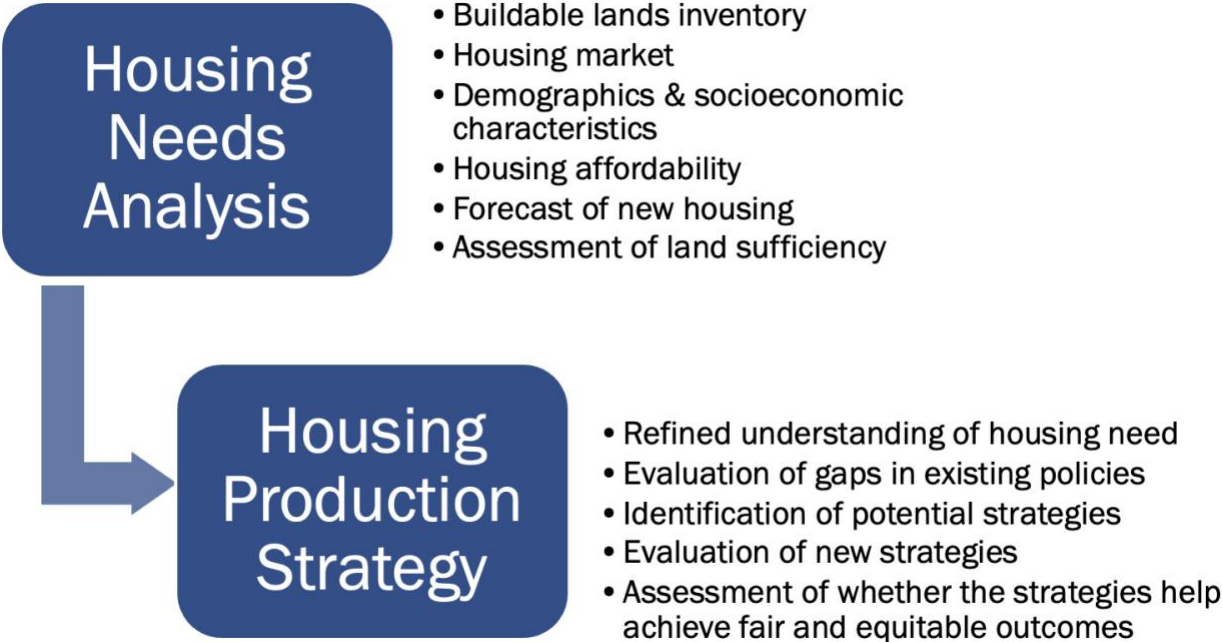 Housing
Needs
Analysis
• Buildable lands inventory
• Housing market
• Demographics & socioeconomic
characteristics
• Housing affordability
• Forecast of new housing
• Assessment of land sufficiency
Housing
Production
Strategy
• Refined understanding of housing need
• Evaluation of gaps in existing policies
• Identification of potential strategies
• Evaluation of new strategies
• Assessment of whether the strategies help
achieve fair and equitable outcomes